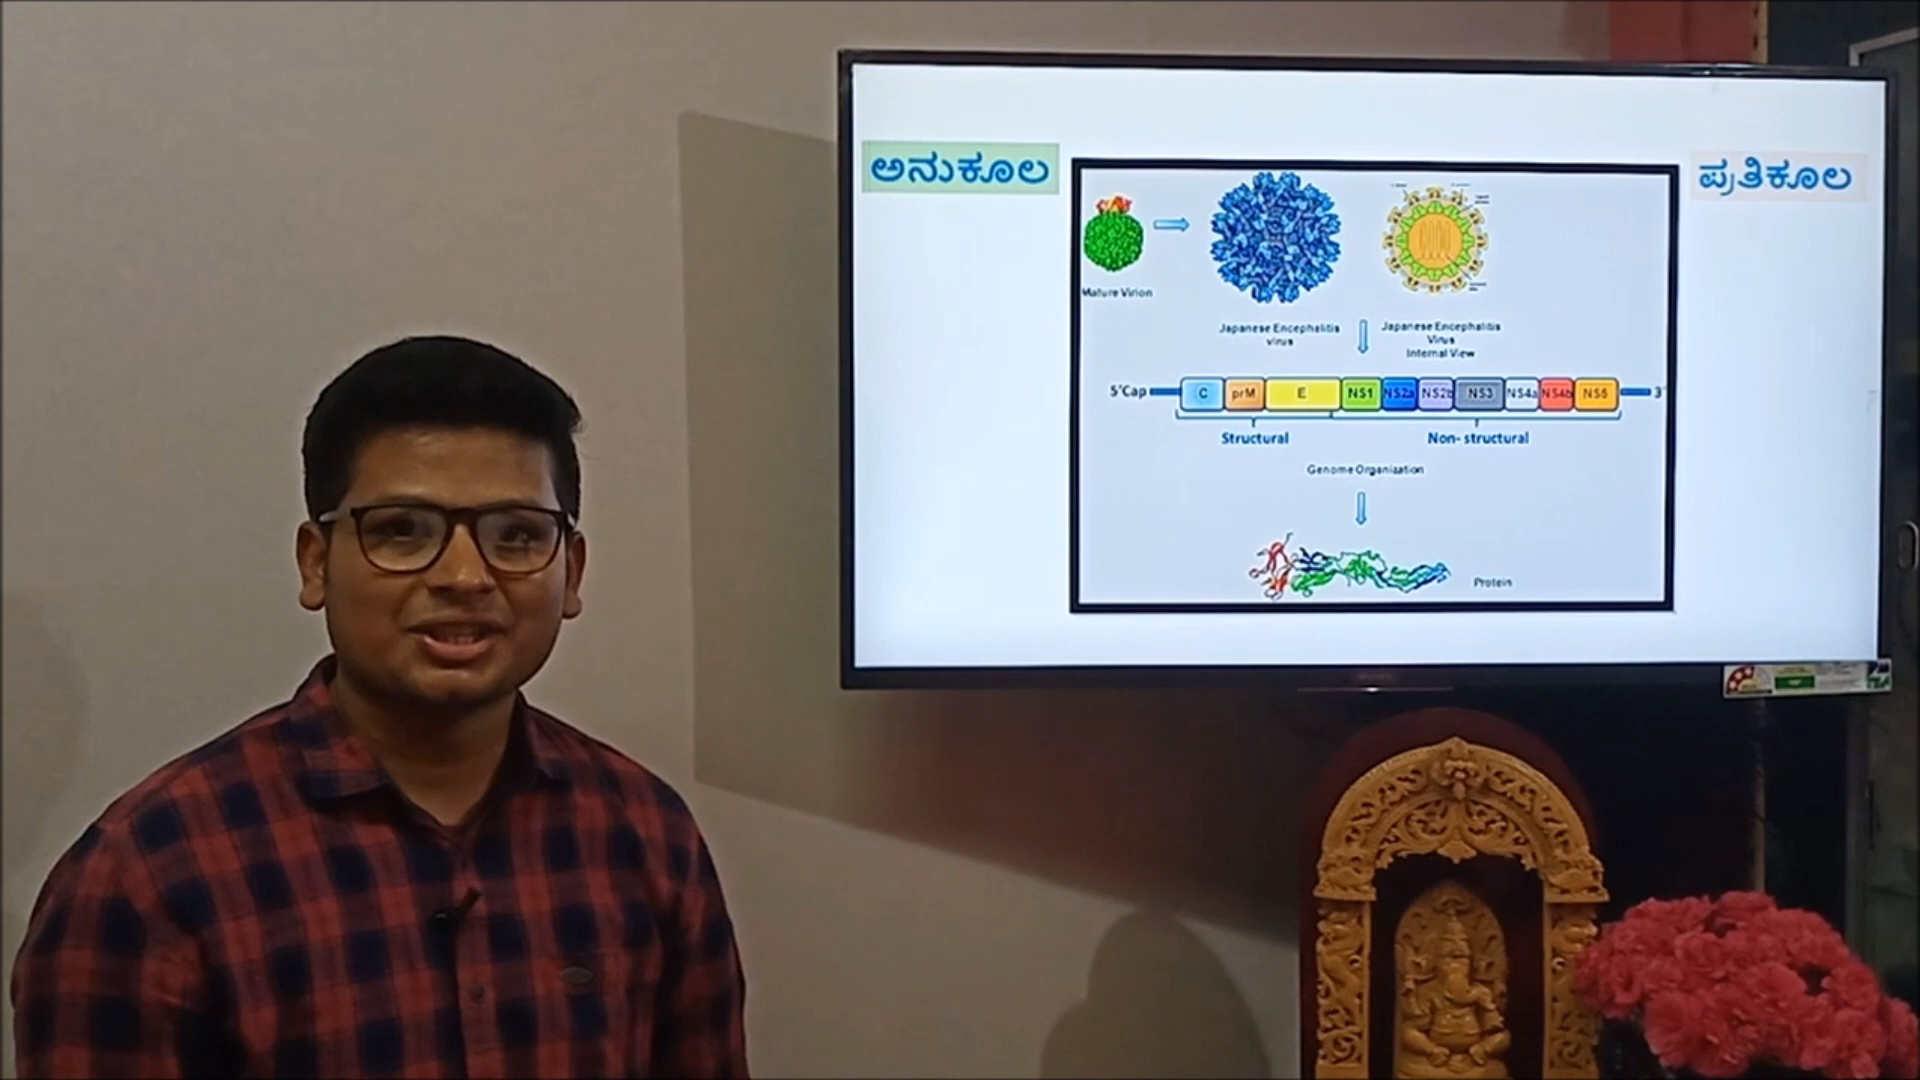 ಅನುಕೂಲ
ಪ್ರತಿಕೂಲ
Mature Virion
Japanese Encephalitis
virus
Japanese Encephalitis
Virus
Internal View
5'Cap C prM E NS1 NS2a NS2b NS3 NS4a NS4b NS5 3'
Structural
Non- structural
Genome Organization
Protein